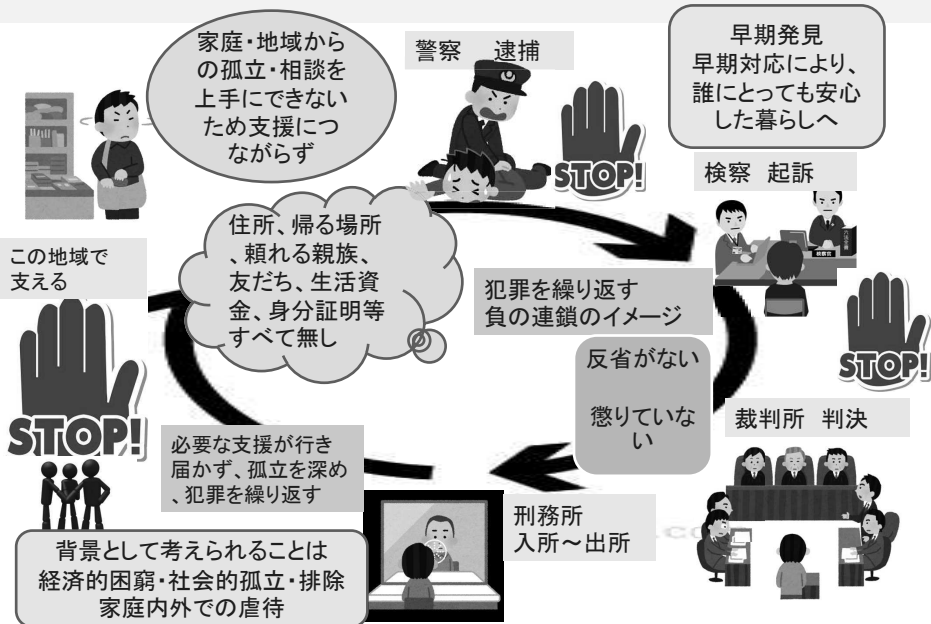 家庭・地域から
の孤立・相談を
上手にできない
ため支援につ
ながらず
警察 逮捕
STOP!
早期発見
早期対応により、
誰にとっても安心
した暮らしへ
検察 起訴
検察官
STOP!
住所、帰る場所
、頼れる親族、
友だち、生活資
金、身分証明等
すべて無し
犯罪を繰り返す
負の連鎖のイメージ
反省がない
懲りていな
い
裁判所 判決
刑務所
入所～出所
この地域で
支える
STOP!
必要な支援が行き
届かず、孤立を深め
、犯罪を繰り返す
背景として考えられることは
経済的困窮・社会的孤立・排除
家庭内外での虐待